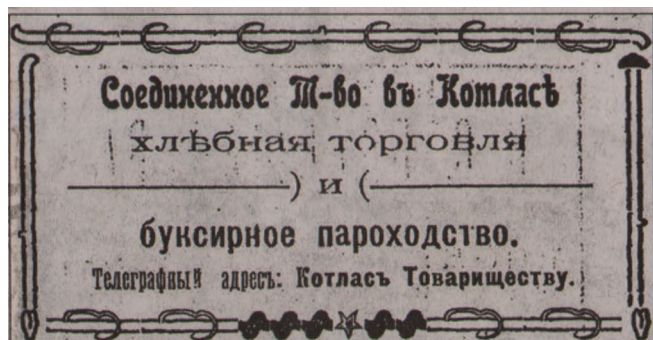 Соединенное Т-во въ Котласѣ
хлѣбная торговля
) и (
буксирное пароходство.
Телеграфный адресъ: Котласъ Товариществу.